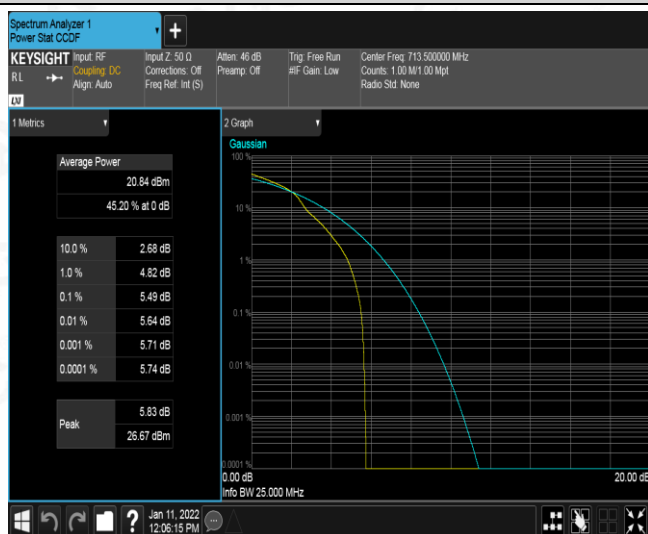 Spectrum Analyzer 1
Power Stat CCDF
+
KEYSIGHT
R L
LXI
Input: RF
Coupling: DC
Align: Auto
Input Z: 50 Ω
Corrections: Off
Freq Ref: Int (S)
Atten: 46 dB
Preamp: Off
Trig: Free Run
#IF Gain: Low
Center Freq: 713.500000 MHz
Counts: 1.00 M/1.00 Mpt
Radio Std: None
1 Metrics
Average Power
20.84 dBm
45.20 % at 0 dB
10.0 % 2.68 dB
1.0 % 4.82 dB
0.1 % 5.49 dB
0.01 % 5.64 dB
0.001 % 5.71 dB
0.0001 % 5.74 dB
Peak
5.83 dB
26.67 dBm
2 Graph
Gaussian
100 %
10 %
1 %
0.1 %
0.01 %
0.001 %
0.0001 %
0.00 dB
20.00 dB
Info BW 25.000 MHz
?
Jan 11, 2022
12:06:15 PM